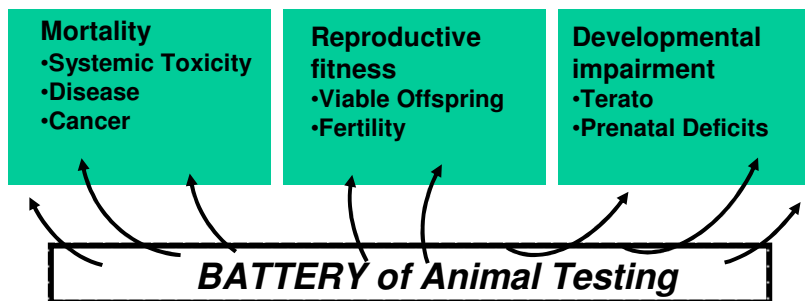 Mortality
•Systemic Toxicity
•Disease
•Cancer
Reproductive
fitness
•Viable Offspring
•Fertility
Developmental
impairment
•Terato
•Prenatal Deficits
BATTERY of Animal Testing